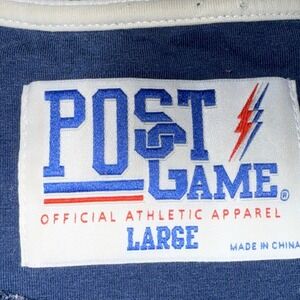 POST
GAME®
OFFICIAL ATHLETIC APPAREL
LARGE
MADE IN CHINA